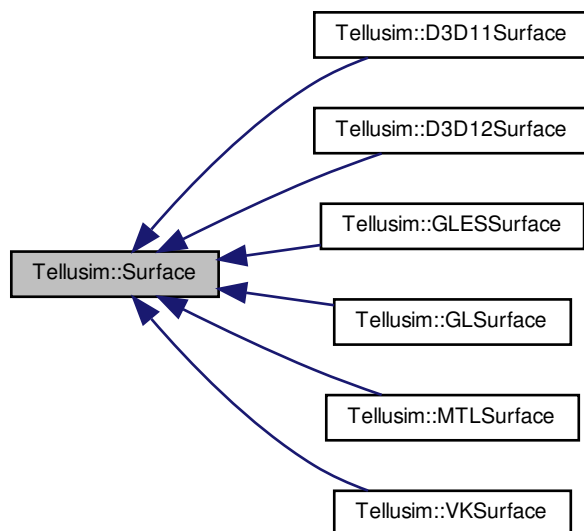 Tellusim::D3D11Surface
Tellusim::D3D12Surface
Tellusim::GLESSurface
Tellusim::Surface
Tellusim::GLSurface
Tellusim::MTLSurface
Tellusim::VKSurface